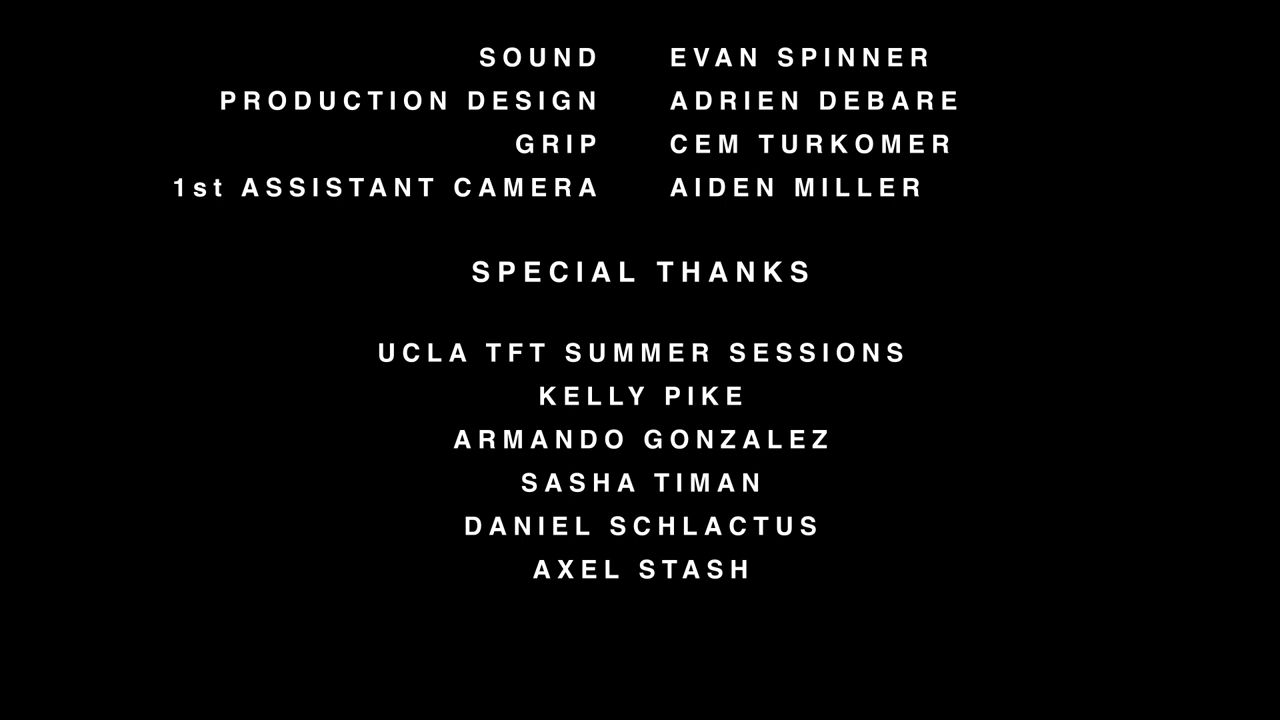 SOUND EVAN SPINNER
PRODUCTION DESIGN ADRIEN DEBARE
GRIP CEM TURKOMER
1st ASSISTANT CAMERA AIDEN MILLER
SPECIAL THANKS
UCLA TFT SUMMER SESSIONS
KELLY PIKE
ARMANDO GONZALEZ
SASHA TIMAN
DANIEL SCHLACTUS
AXEL STASH